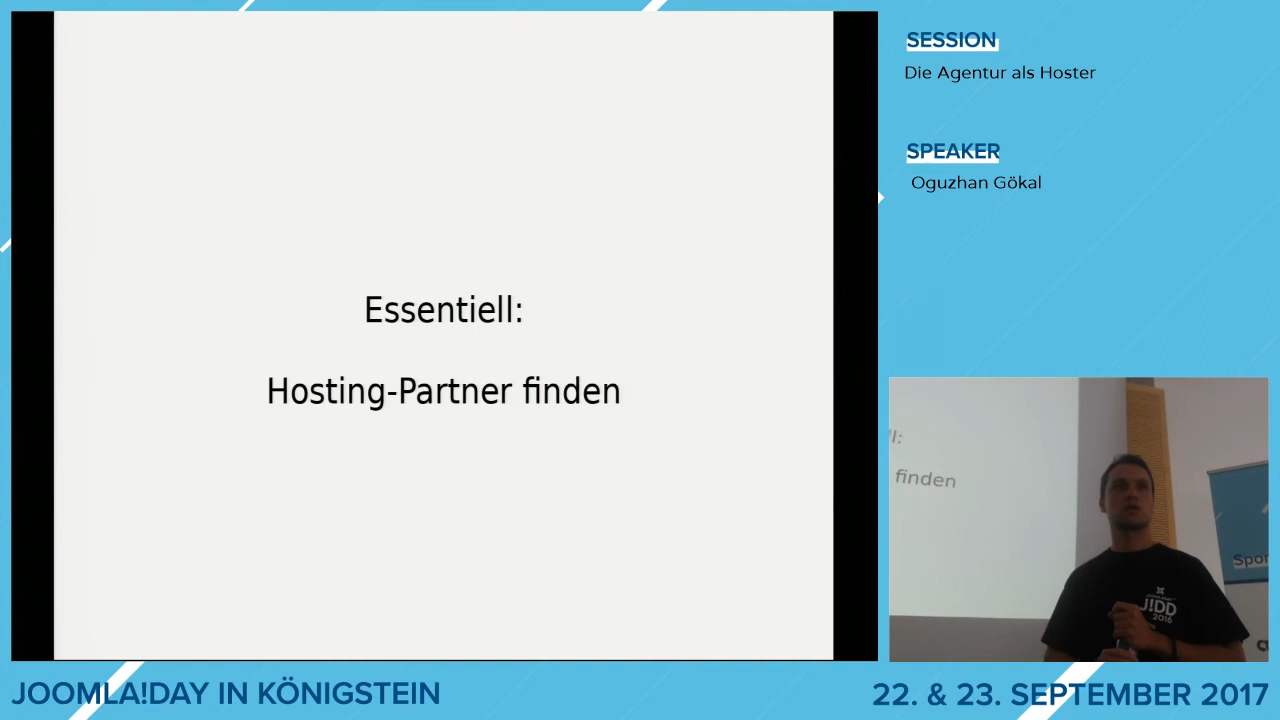 Essentiell:
Hosting-Partner finden
SESSION
Die Agentur als Hoster
SPEAKER
Oguzhan Gökal
l:
finden
Spor
J!DD
2016
JOOMLA!DAY IN KÖNIGSTEIN
22. & 23. SEPTEMBER 2017